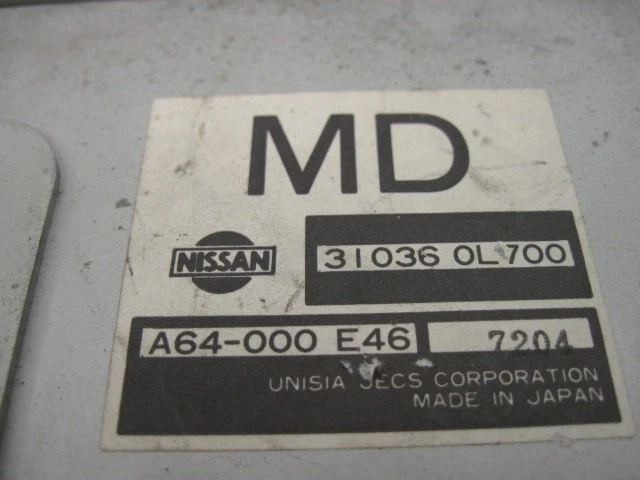 MD
NISSAN
31036 0L700
A64-000 E46 7204
UNISIA JECS CORPORATION
MADE IN JAPAN